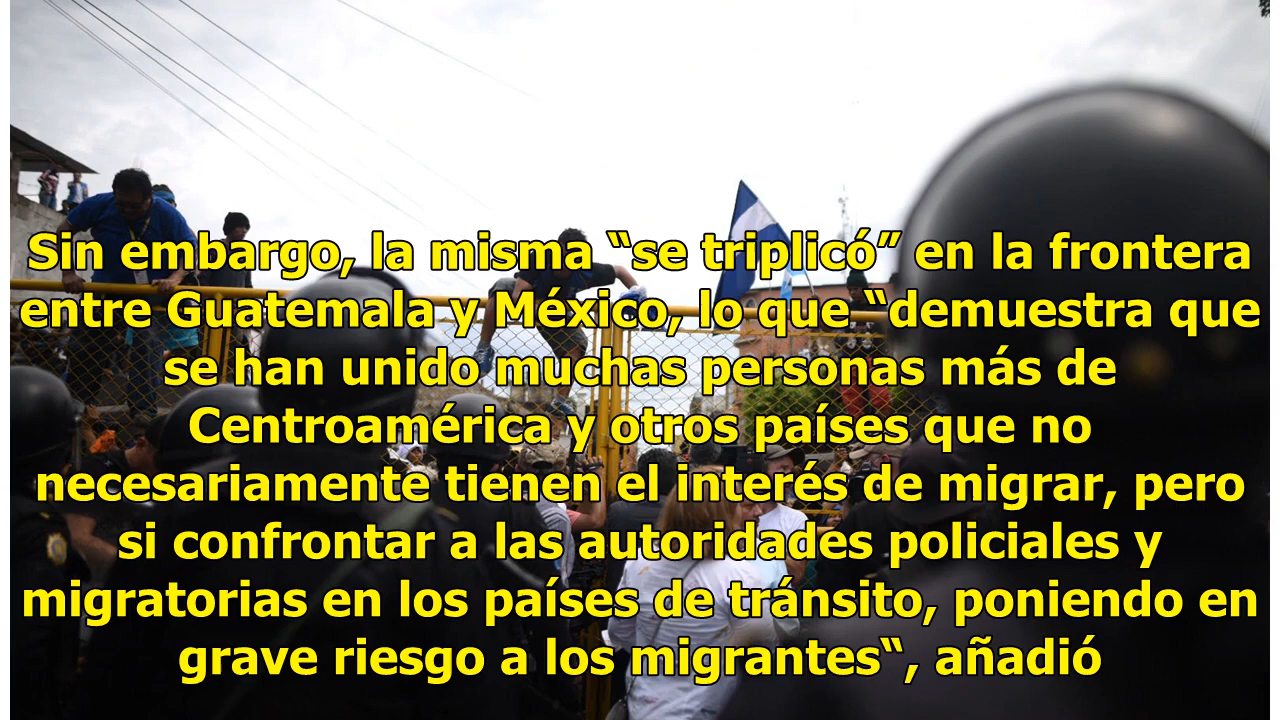 Sin embargo, la misma “se triplicó” en la frontera
entre Guatemala y México, lo que “demuestra que
se han unido muchas personas más de
Centroamérica y otros países que no
necesariamente tienen el interés de migrar, pero
si confrontar a las autoridades policiales y
migratorias en los países de tránsito, poniendo en
grave riesgo a los migrantes“, añadió